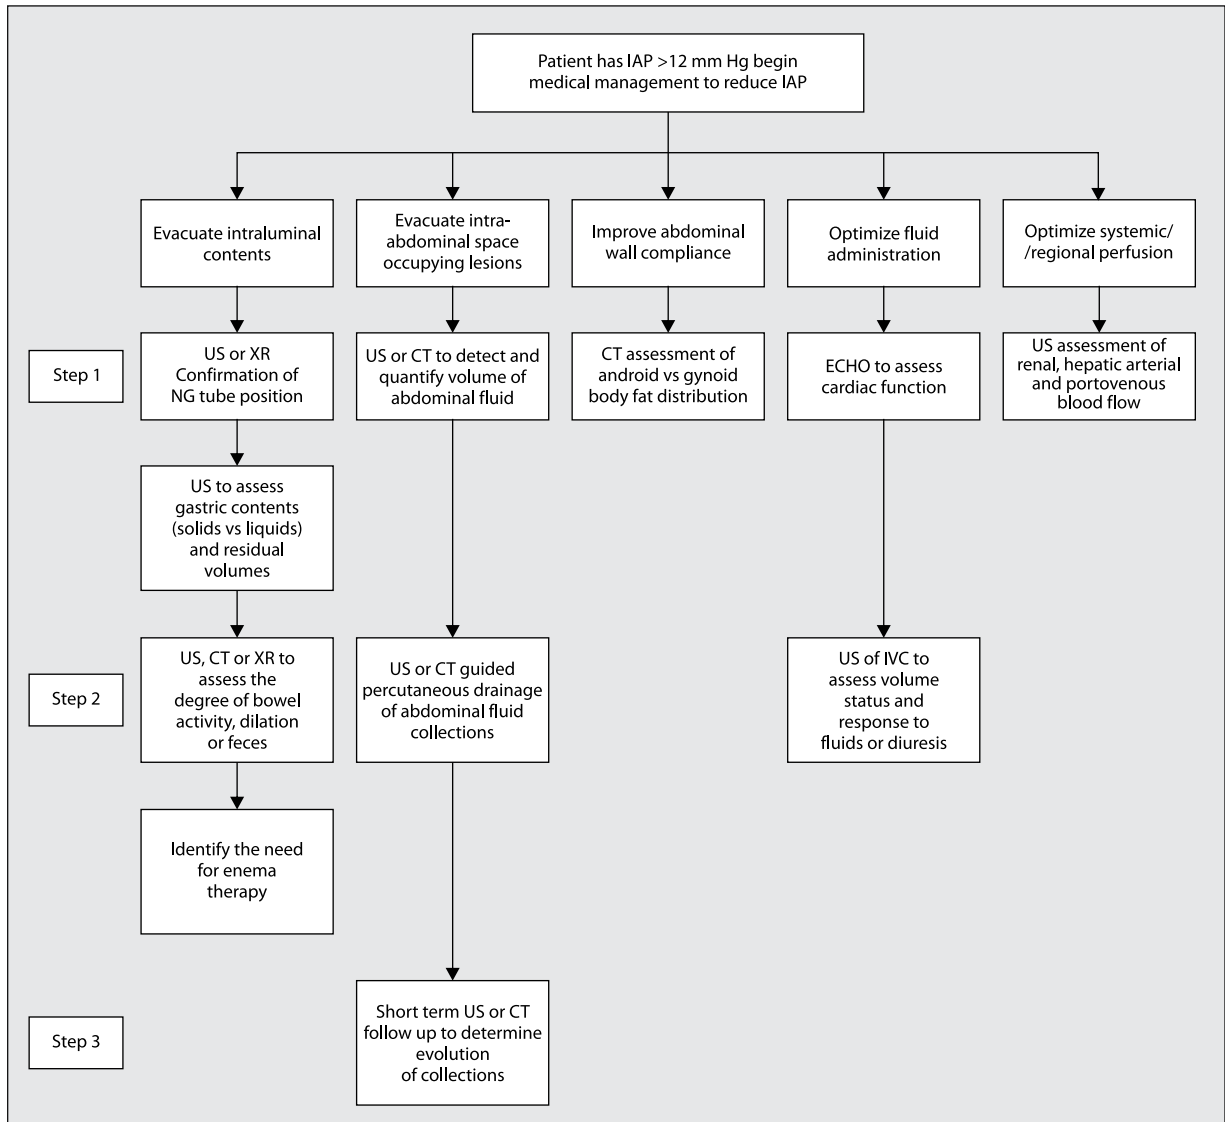 Patient has IAP >12 mm Hg begin
medical management to reduce IAP
Evacuate intraluminal
contents
Evacuate intra-
abdominal space
occupying lesions
Improve abdominal
wall compliance
Optimize fluid
administration
Optimize systemic/
/regional perfusion
Step 1
US or XR
Confirmation of
NG tube position
US or CT to detect and
quantify volume of
abdominal fluid
CT assessment of
android vs gynoid
body fat distribution
ECHO to assess
cardiac function
US assessment of
renal, hepatic arterial
and portovenous
blood flow
US to assess
gastric contents
(solids vs liquids)
and residual
volumes
Step 2
US, CT or XR to
assess the
degree of bowel
activity, dilation
or feces
US or CT guided
percutaneous drainage
of abdominal fluid
collections
US of IVC to
assess volume
status and
response to
fluids or diuresis
Identify the need
for enema
therapy
Step 3
Short term US or CT
follow up to determine
evolution
of collections